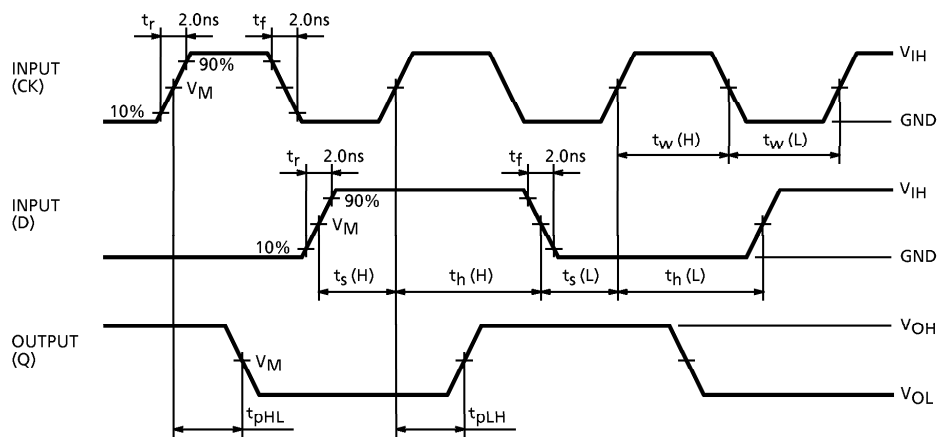 tr 2.0ns tf 2.0ns
INPUT (CK)
90%
VM
10%
VIH
GND
tw (H) tw (L)
tr 2.0ns tf 2.0ns
INPUT (D)
90%
VM
10%
VIH
GND
ts (H) th (H) ts (L) th (L)
OUTPUT (Q)
VM
VOH
VOL
tpHL tpLH